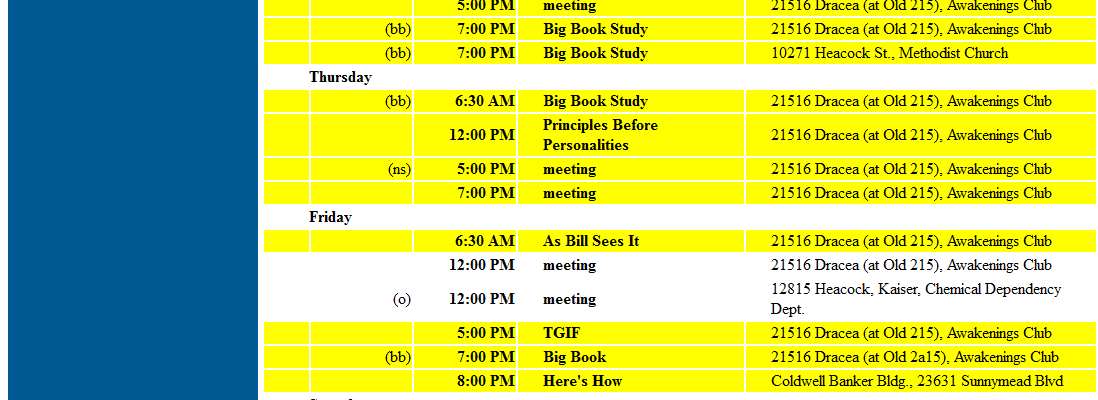 5:00 PM meeting 21516 Dracea (at Old 215), Awakenings Club
(bb) 7:00 PM Big Book Study 21516 Dracea (at Old 215), Awakenings Club
(bb) 7:00 PM Big Book Study 10271 Heacock St., Methodist Church
Thursday
(bb) 6:30 AM Big Book Study 21516 Dracea (at Old 215), Awakenings Club
12:00 PM Principles Before
Personalities 21516 Dracea (at Old 215), Awakenings Club
(ns) 5:00 PM meeting 21516 Dracea (at Old 215), Awakenings Club
7:00 PM meeting 21516 Dracea (at Old 215), Awakenings Club
Friday
6:30 AM As Bill Sees It 21516 Dracea (at Old 215), Awakenings Club
12:00 PM meeting 21516 Dracea (at Old 215), Awakenings Club
(o) 12:00 PM meeting 12815 Heacock, Kaiser, Chemical Dependency
Dept.
5:00 PM TGIF 21516 Dracea (at Old 215), Awakenings Club
(bb) 7:00 PM Big Book 21516 Dracea (at Old 2a15), Awakenings Club
8:00 PM Here's How Coldwell Banker Bldg., 23631 Sunnymead Blvd